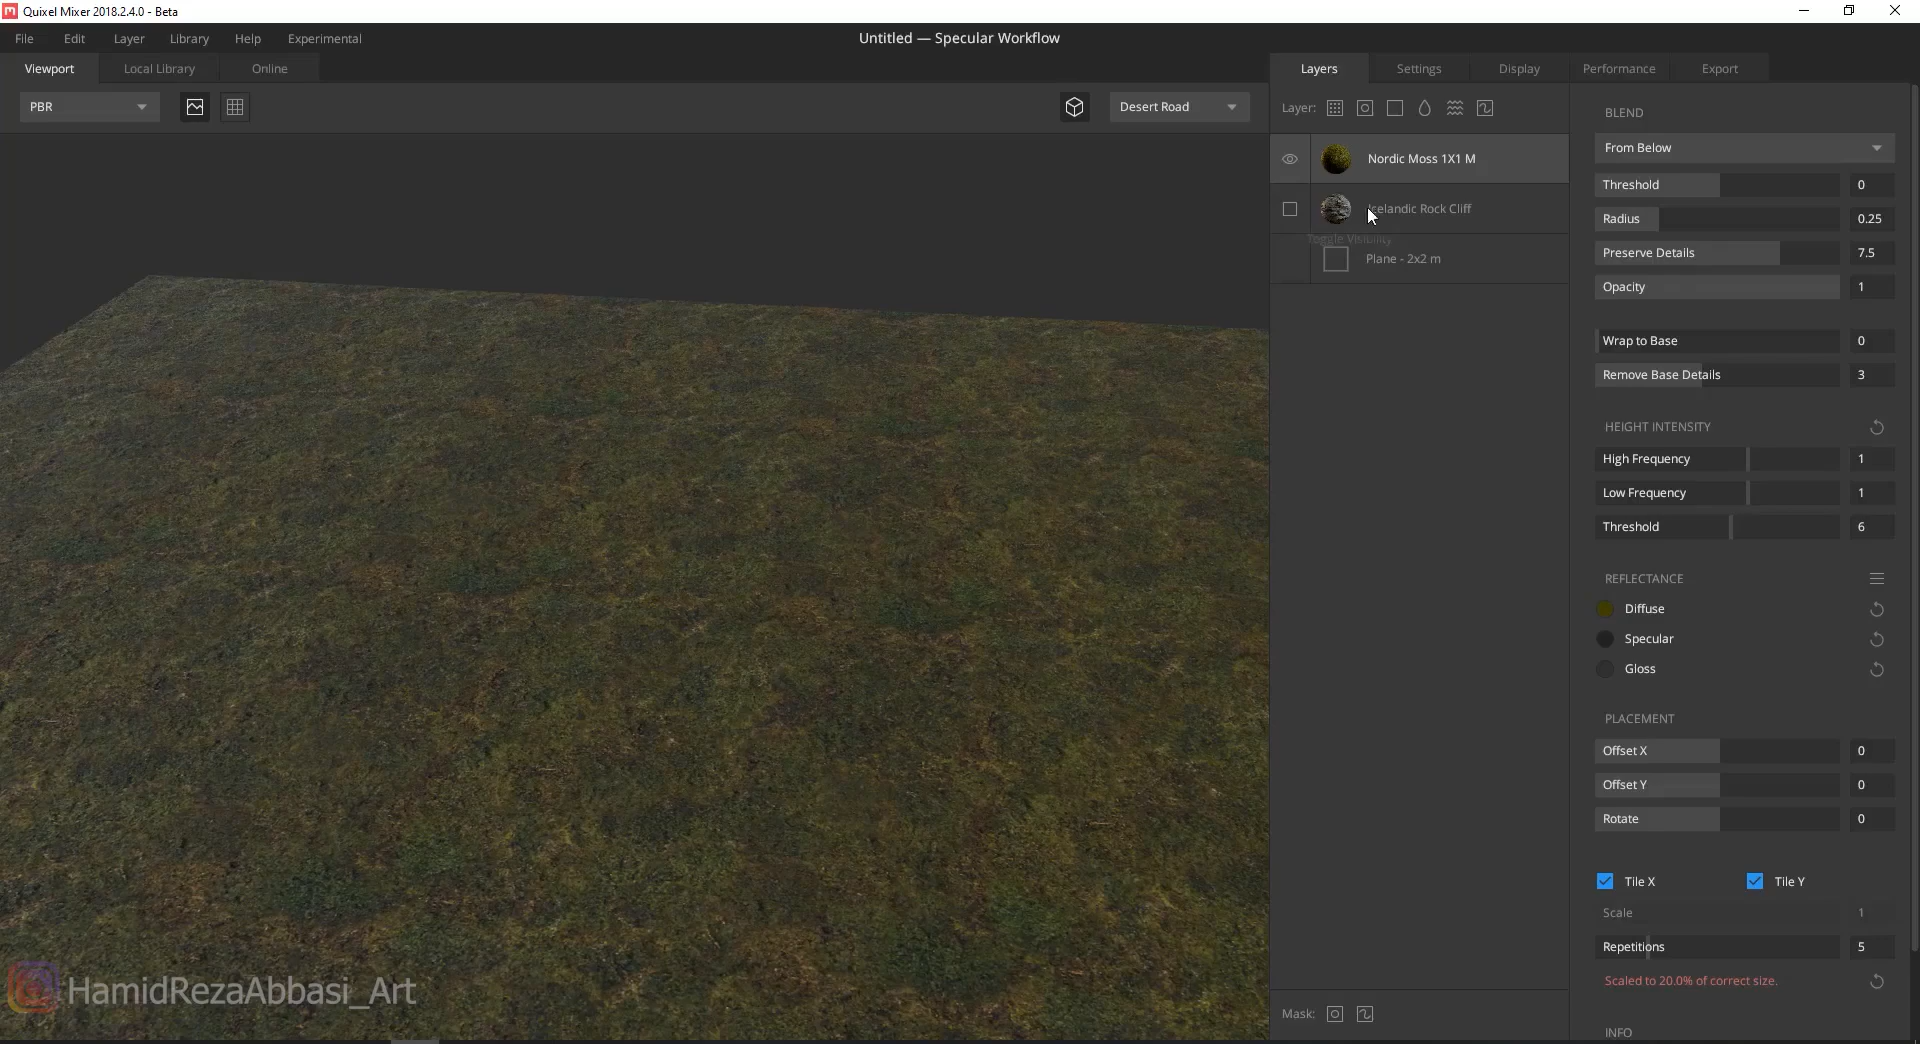 Quixel Mixer 2018.2.4.0 - Beta
File Edit Layer Library Help Experimental
Untitled — Specular Workflow
Viewport Local Library Online
Layers Settings Display Performance Export
PBR
Desert Road
Layer:
Nordic Moss 1X1 M
Icelandic Rock Cliff
Toggle Visibility
Plane - 2x2 m
BLEND
From Below
Threshold 0
Radius 0.25
Preserve Details 7.5
Opacity 1
Wrap to Base 0
Remove Base Details 3
HEIGHT INTENSITY
High Frequency 1
Low Frequency 1
Threshold 6
REFLECTANCE
Diffuse
Specular
Gloss
PLACEMENT
Offset X 0
Offset Y 0
Rotate 0
Tile X Tile Y
Scale 1
Repetitions 5
Scaled to 20.0% of correct size.
INFO
Mask:
HamidRezaAbbasi_Art